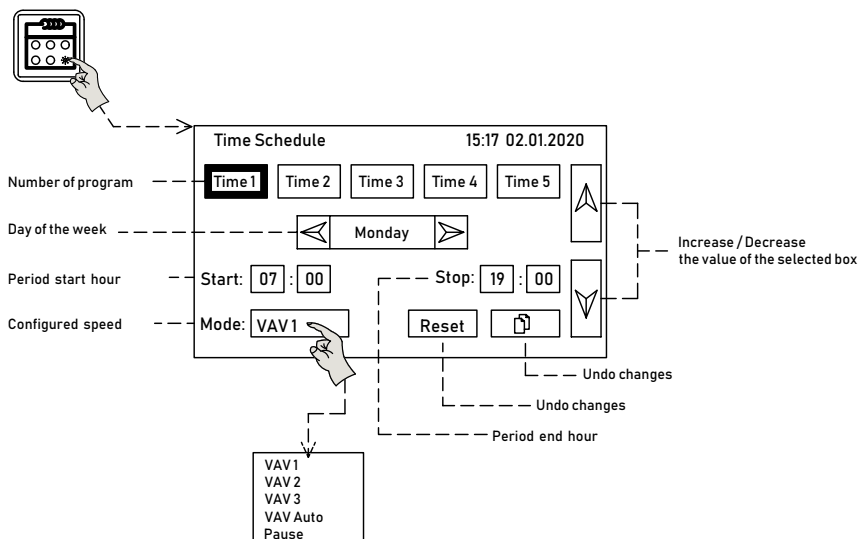 Time Schedule 15:17 02.01.2020
Number of program Time 1 Time 2 Time 3 Time 4 Time 5
Day of the week Monday
Increase / Decrease
the value of the selected box
Period start hour Start: 07 : 00 Stop: 19 : 00
Configured speed Mode: VAV 1 Reset
Undo changes
Undo changes
Period end hour
VAV 1
VAV 2
VAV 3
VAV Auto
Pause